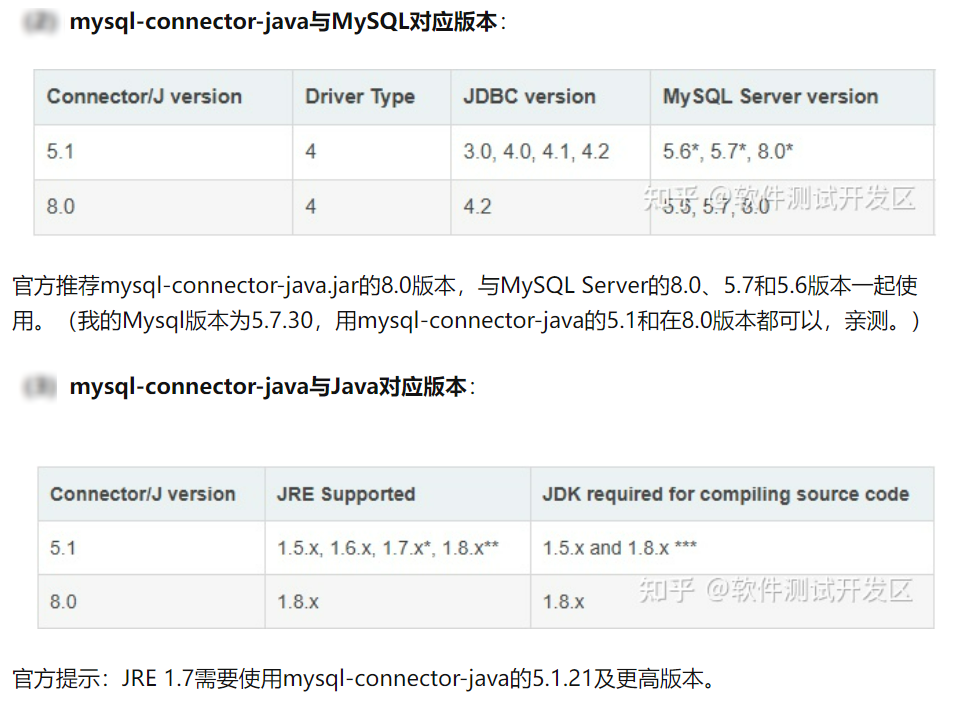 mysql-connector-java与MySQL对应版本：
Connector/J version Driver Type JDBC version MySQL Server version
5.1 4 3.0, 4.0, 4.1, 4.2 5.6*, 5.7*, 8.0*
8.0 4 4.2 5.6, 5.7, 8.0
知乎 @软件测试开发区
官方推荐mysql-connector-java.jar的8.0版本，与MySQL Server的8.0、5.7和5.6版本一起使
用。（我的Mysql版本为5.7.30，用mysql-connector-java的5.1和在8.0版本都可以，亲测。）
mysql-connector-java与Java对应版本：
Connector/J version JRE Supported JDK required for compiling source code
5.1 1.5.x, 1.6.x, 1.7.x*, 1.8.x** 1.5.x and 1.8.x ***
8.0 1.8.x 1.8.x
知乎 @软件测试开发区
官方提示：JRE 1.7需要使用mysql-connector-java的5.1.21及更高版本。